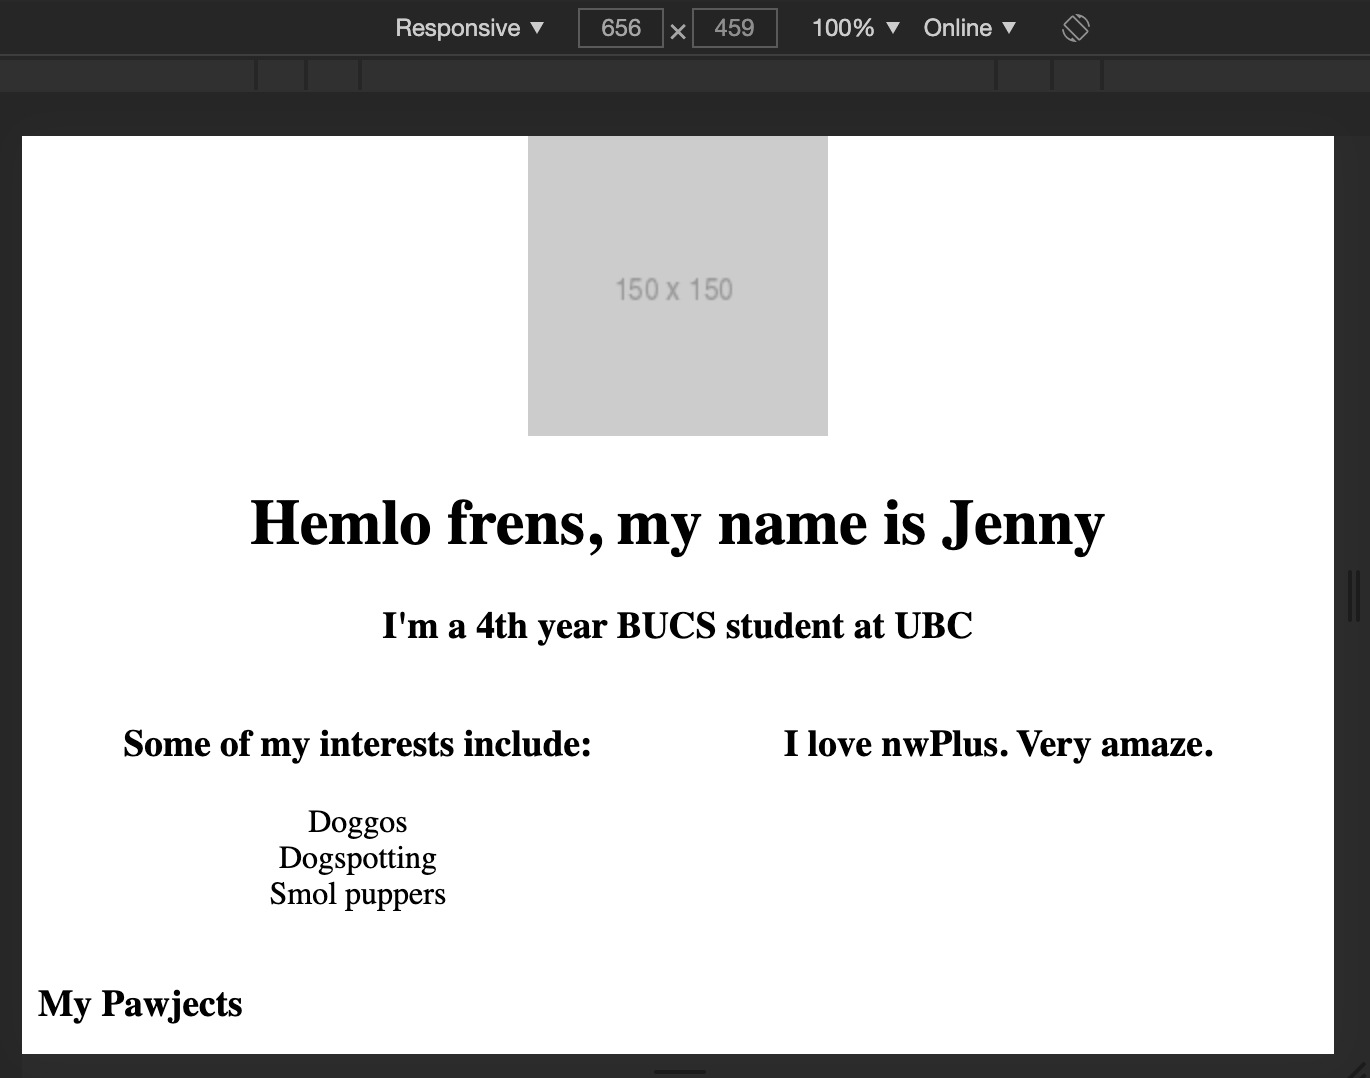 Responsive ▼ 656 × 459 100% ▼ Online ▼
150 x 150
Hemlo frens, my name is Jenny
I'm a 4th year BUCS student at UBC
Some of my interests include:
Doggos
Dogspotting
Smol puppers
I love nwPlus. Very amaze.
My Pawjects